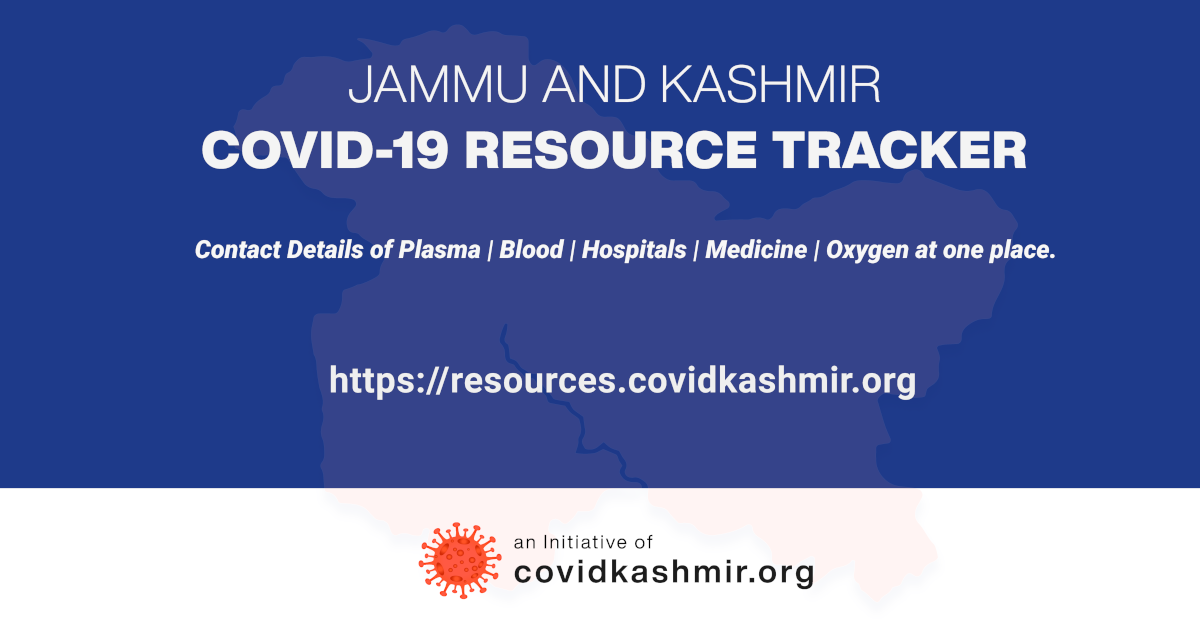 JAMMU AND KASHMIR
COVID-19 RESOURCE TRACKER
Contact Details of Plasma | Blood | Hospitals | Medicine | Oxygen at one place.
https://resources.covidkashmir.org
an Initiative of
covidkashmir.org